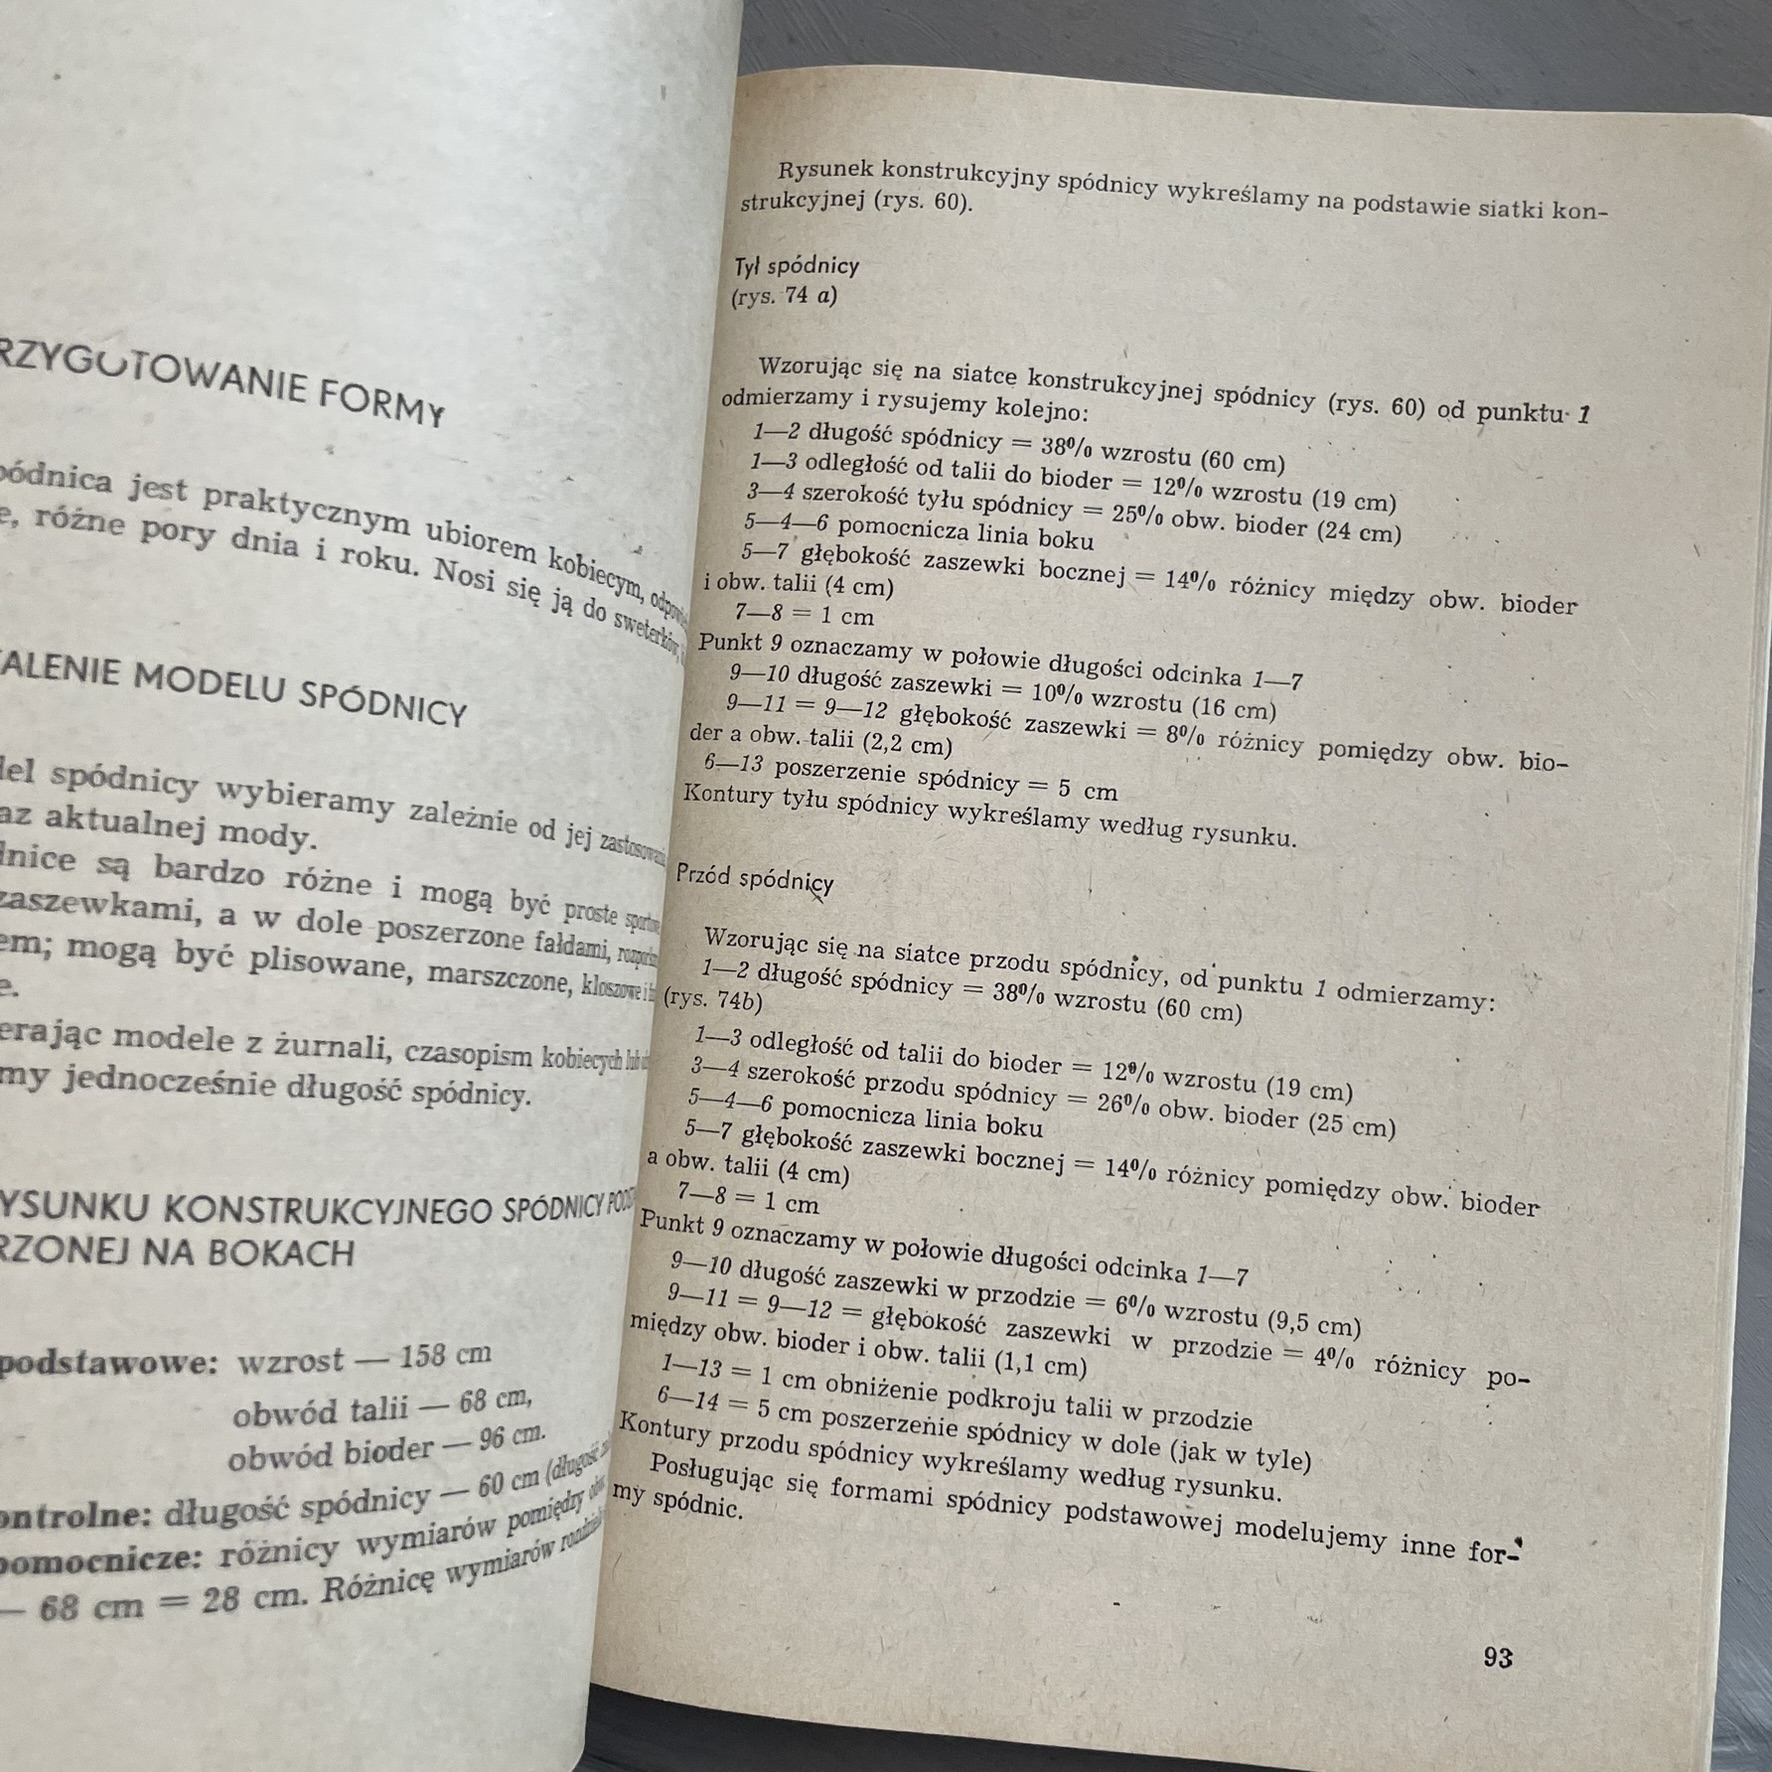 FORMY
jest praktycznym ubiorem kobiecym,
różne pory dnia i roku. Nosi się ją do sweterków,
MODELU SPÓDNICY
spódnicy wybieramy zależnie od jej
aktualnej mody.
są bardzo różne i mogą być proste
zaszewkami, a w dole poszerzone fałdami,
mogą być plisowane, marszczone, kloszowe i
modele z żurnali, czasopism kobiecych lub
jednocześnie długość spódnicy.
KONSTRUKCYJNEGO SPÓDNICY
NA BOKACH
podstawowe: wzrost — 158 cm
obwód talii — 68 cm,
obwód bioder — 96 cm.
długość spódnicy — 60 cm (długość
pomocnicze: różnicy wymiarów pomiędzy
— 68 cm = 28 cm. Różnicę wymiarów
Rysunek konstrukcyjny spódnicy wykreślamy na podstawie siatki kon-
strukcyjnej (rys. 60).
Tył spódnicy
(rys. 74 a)
Wzorując się na siatce konstrukcyjnej spódnicy (rys. 60) od punktu 1
odmierzamy i rysujemy kolejno:
1—2 długość spódnicy = 38% wzrostu (60 cm)
1—3 odległość od talii do bioder = 12% wzrostu (19 cm)
3—4 szerokość tyłu spódnicy = 25% obw. bioder (24 cm)
5—4—6 pomocnicza linia boku
5—7 głębokość zaszewki bocznej = 14% różnicy między obw. bioder
i obw. talii (4 cm)
7—8 = 1 cm
Punkt 9 oznaczamy w połowie długości odcinka 1—7
9—10 długość zaszewki = 10% wzrostu (16 cm)
9—11 = 9—12 głębokość zaszewki = 8% różnicy pomiędzy obw. bio-
der a obw. talii (2,2 cm)
6—13 poszerzenie spódnicy = 5 cm
Kontury tyłu spódnicy wykreślamy według rysunku.
Przód spódnicy
Wzorując się na siatce przodu spódnicy, od punktu 1 odmierzamy:
1—2 długość spódnicy = 38% wzrostu (60 cm)
(rys. 74b)
1—3 odległość od talii do bioder = 12% wzrostu (19 cm)
3—4 szerokość przodu spódnicy = 26% obw. bioder (25 cm)
5—4—6 pomocnicza linia boku
5—7 głębokość zaszewki bocznej = 14% różnicy pomiędzy obw. bioder
a obw. talii (4 cm)
7—8 = 1 cm
Punkt 9 oznaczamy w połowie długości odcinka 1—7
9—10 długość zaszewki w przodzie = 6% wzrostu (9,5 cm)
9—11 = 9—12 = głębokość zaszewki w przodzie = 4% różnicy po-
między obw. bioder i obw. talii (1,1 cm)
1—13 = 1 cm obniżenie podkroju talii w przodzie
6—14 = 5 cm poszerzenie spódnicy w dole (jak w tyle)
Kontury przodu spódnicy wykreślamy według rysunku.
Posługując się formami spódnicy podstawowej modelujemy inne for-
my spódnic.
93